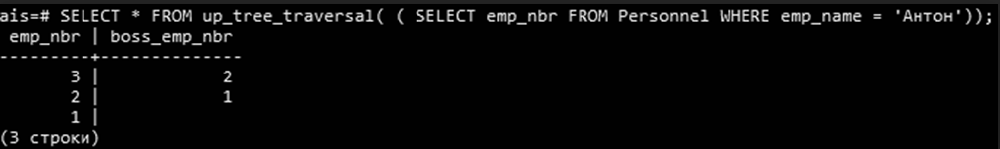 ais=# SELECT * FROM up_tree_traversal( ( SELECT emp_nbr FROM Personnel WHERE emp_name = 'Антон'));
 emp_nbr | boss_emp_nbr
---------+--------------
       3 |            2
       2 |            1
       1 |
(3 строки)